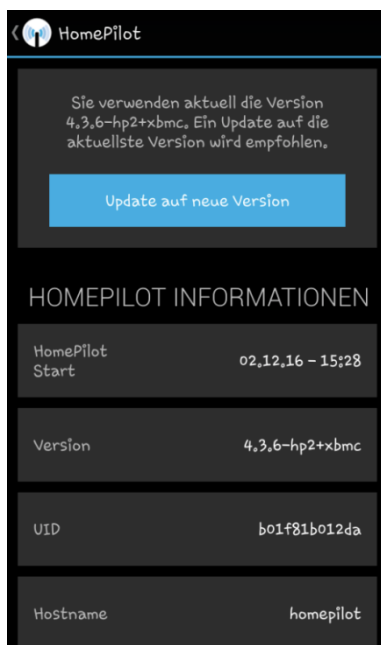 HomePilot
Sie verwenden aktuell die Version
4.3.6-hp2+xbmc. Ein Update auf die
aktuellste Version wird empfohlen.
Update auf neue Version
HOMEPILOT INFORMATIONEN
HomePilot
Start
02.12.16 - 15:28
Version
4.3.6-hp2+xbmc
UID
b01f81b012da
Hostname
homepilot